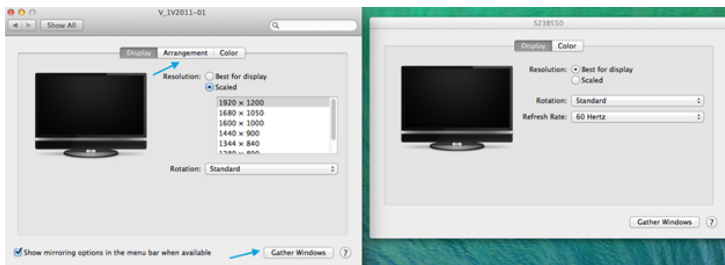 V_1V2011-01
Show All
Display Arrangement Color
Resolution: Best for display
Scaled
1920 × 1200
1680 × 1050
1600 × 1000
1440 × 900
1344 × 840
1280 × 800
Rotation: Standard
Show mirroring options in the menu bar when available
Gather Windows ?
S23B550
Display Color
Resolution: Best for display
Scaled
Rotation: Standard
Refresh Rate: 60 Hertz
Gather Windows ?